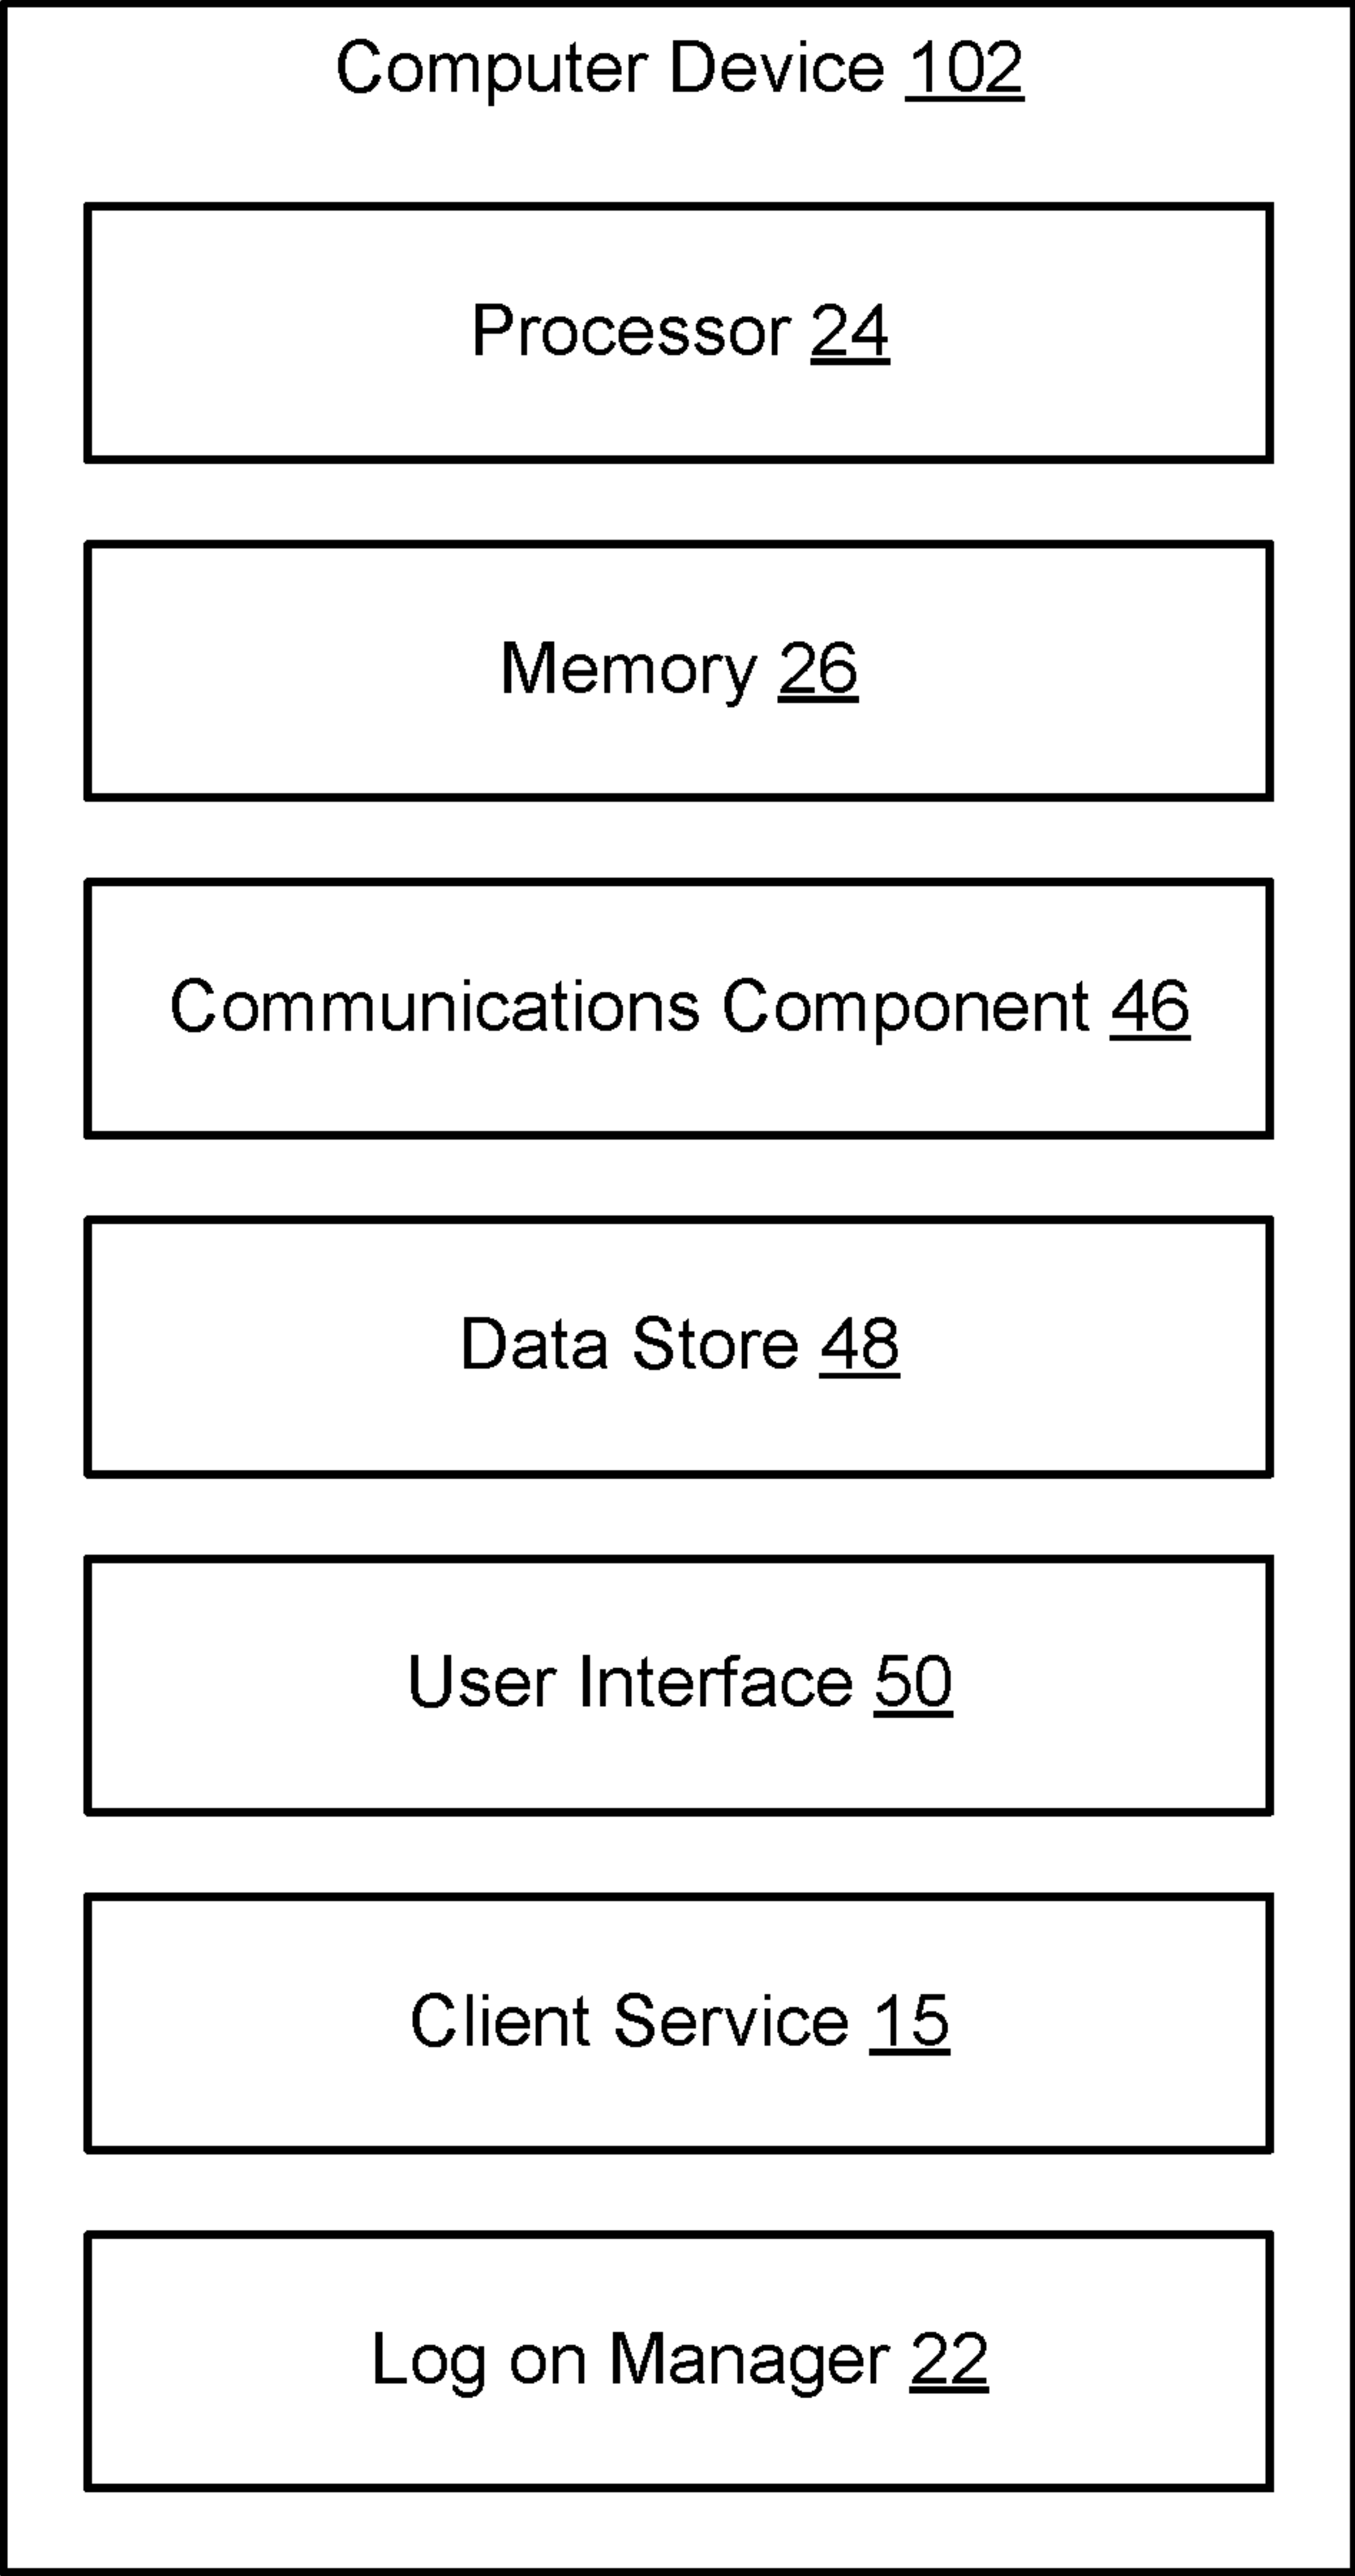 Computer Device 102
Processor 24
Memory 26
Communications Component 46
Data Store 48
User Interface 50
Client Service 15
Log on Manager 22